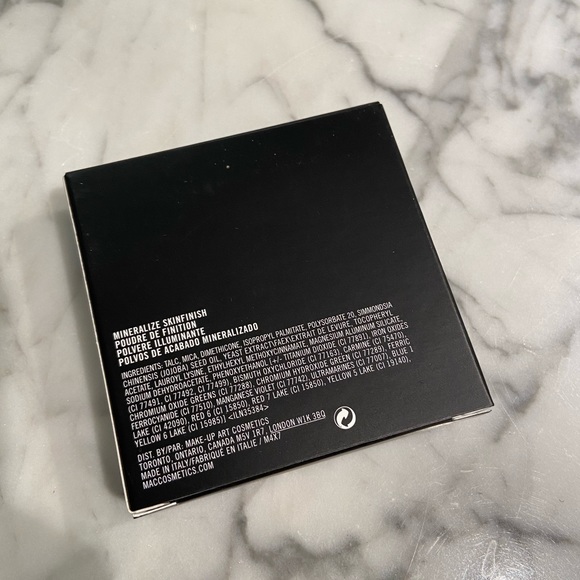 MINERALIZE SKINFINISH
POUDRE DE FINITION
POLVERE ILLUMINANTE
POLVOS DE ACABADO MINERALIZADO
INGREDIENTS: TALC, MICA, DIMETHICONE, ISOPROPYL PALMITATE, POLYSORBATE 20, SIMMONDSIA
CHINENSIS (JOJOBA) SEED OIL, YEAST EXTRACT\FAEX\EXTRAIT DE LEVURE, TOCOPHERYL
ACETATE, LAUROYL LYSINE, ETHYLHEXYL METHOXYCINNAMATE, MAGNESIUM ALUMINUM SILICATE,
SODIUM DEHYDROACETATE, PHENOXYETHANOL [+/- TITANIUM DIOXIDE (CI 77891), IRON OXIDES
(CI 77491, CI 77492, CI 77499), BISMUTH OXYCHLORIDE (CI 77163), CARMINE (CI 75470),
CHROMIUM OXIDE GREENS (CI 77288), CHROMIUM HYDROXIDE GREEN (CI 77289), FERRIC
FERROCYANIDE (CI 77510), MANGANESE VIOLET (CI 77742), ULTRAMARINES (CI 77007), BLUE 1
LAKE (CI 42090), RED 6 (CI 15850), RED 7 LAKE (CI 15850), YELLOW 5 LAKE (CI 19140),
YELLOW 6 LAKE (CI 15985) <ILN35384>
DIST. BY/PAR. MAKE-UP ART COSMETICS
TORONTO, ONTARIO, CANADA M5V 1R7, LONDON W1K 3BQ
MADE IN ITALY/FABRIQUÉ EN ITALIE / M4X7
MACCOSMETICS.COM